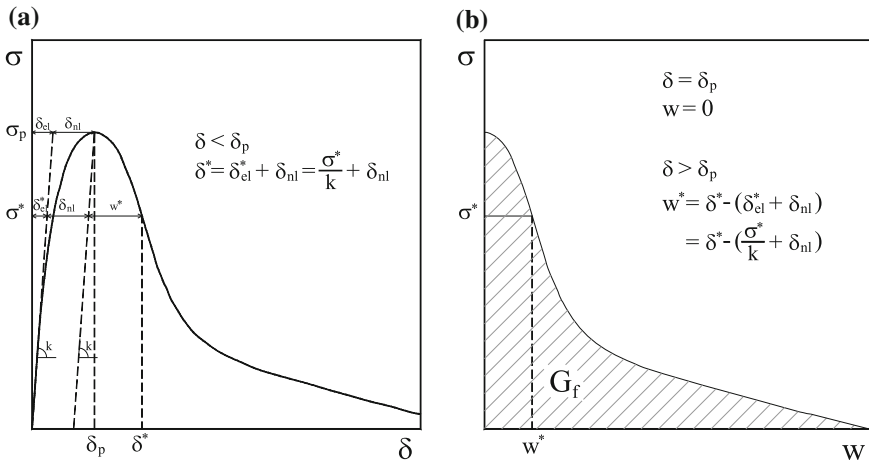 (a)
σ
σp
δel
δnl
δ < δp
δ* = δ*el + δnl = σ*/k + δnl
σ*
δ*el
δnl
w*
k
k
δp
δ*
δ
(b)
σ
δ = δp
w = 0
δ > δp
w* = δ* - (δ*el + δnl)
= δ* - (σ*/k + δnl)
σ*
Gf
w*
w